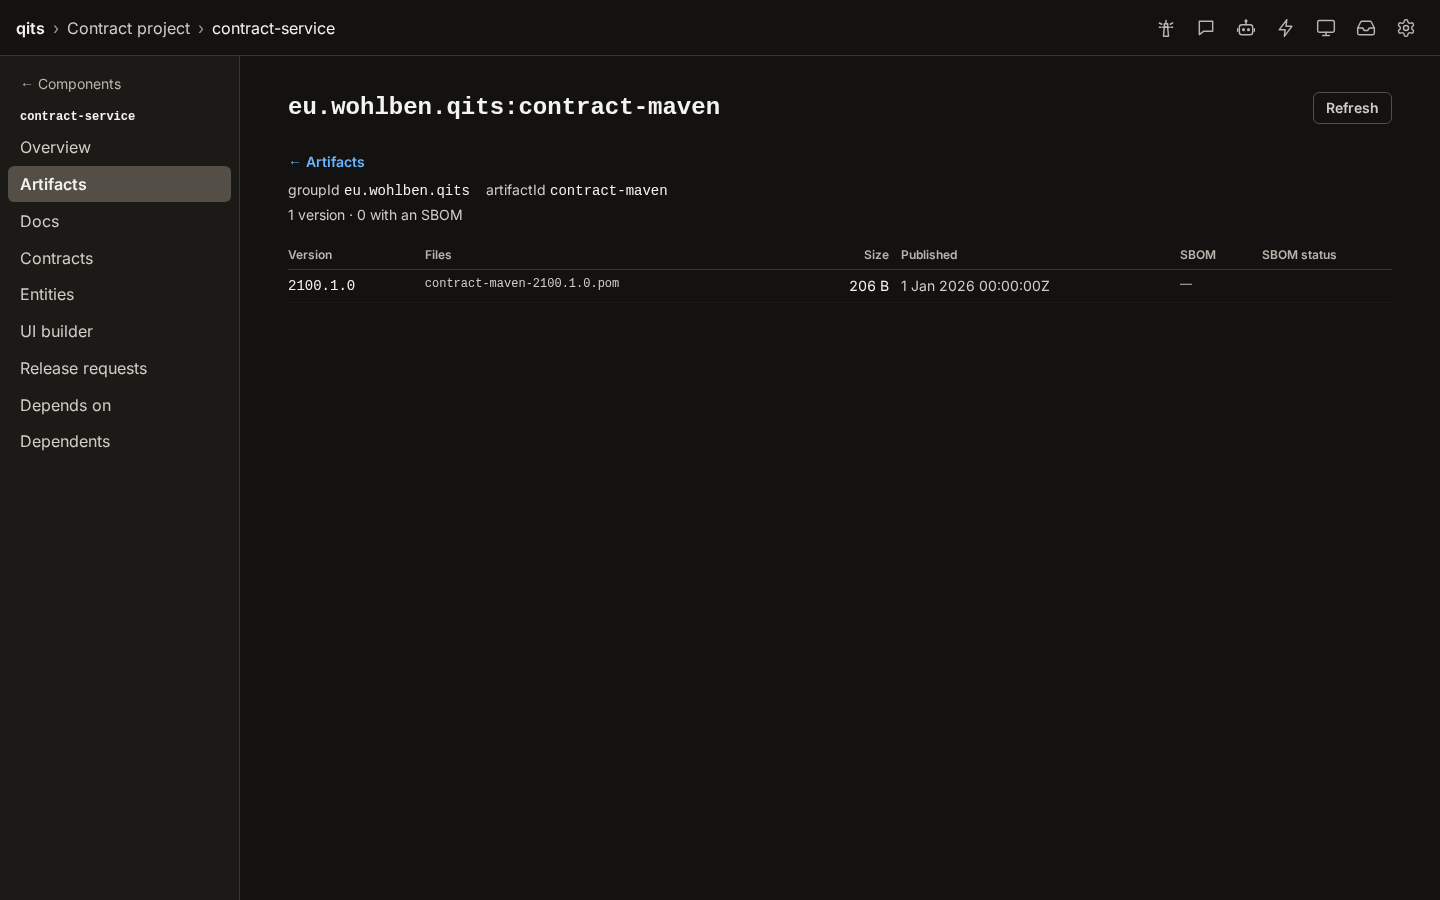 qits › Contract project › contract-service
← Components
contract-service
Overview
Artifacts
Docs
Contracts
Entities
UI builder
Release requests
Depends on
Dependents
eu.wohlben.qits:contract-maven
Refresh
← Artifacts
groupId eu.wohlben.qits artifactId contract-maven
1 version · 0 with an SBOM
Version Files Size Published SBOM SBOM status
2100.1.0 contract-maven-2100.1.0.pom 206 B 1 Jan 2026 00:00:00Z —